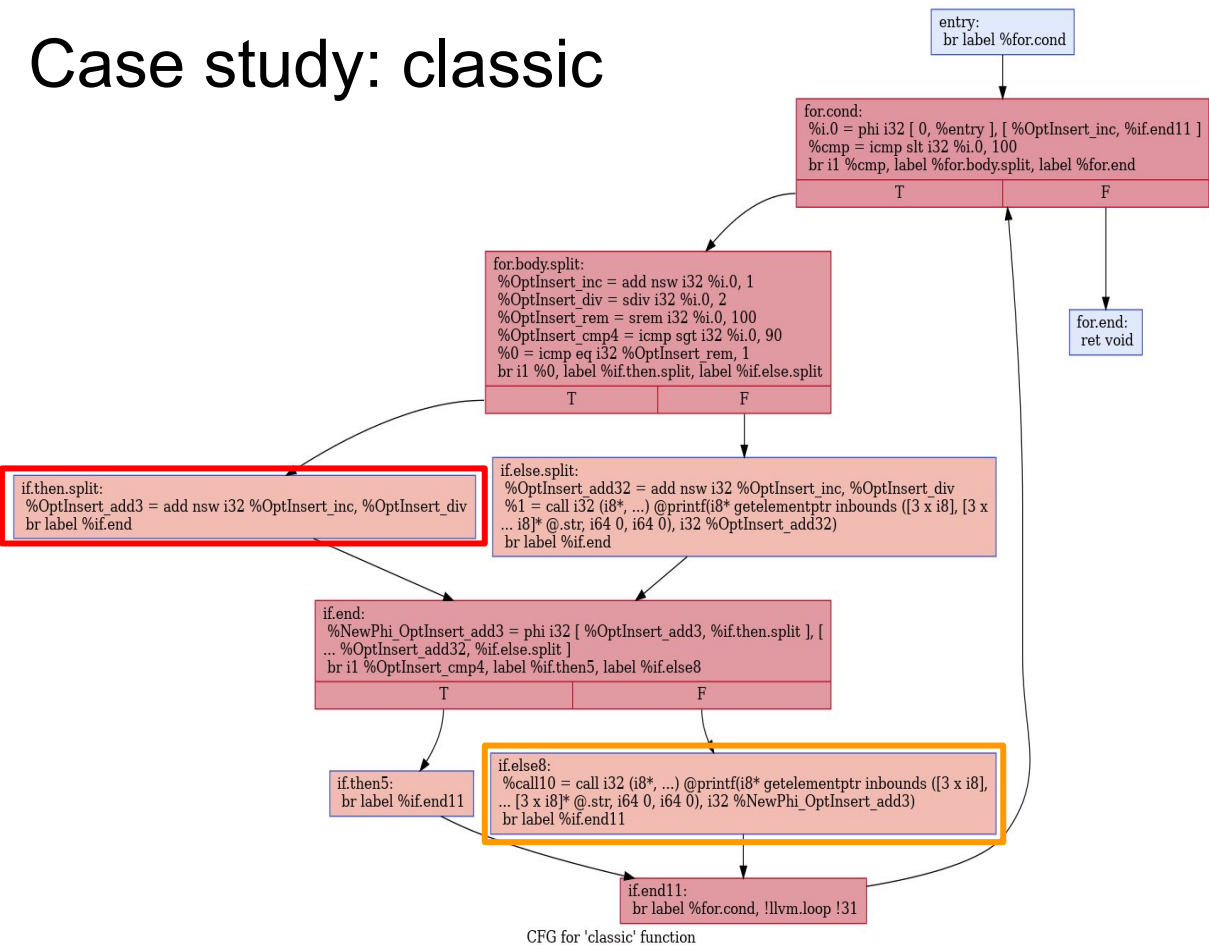 Case study: classic
entry:
br label %for.cond
for.cond:
%i.0 = phi i32 [ 0, %entry ], [ %OptInsert_inc, %if.end11 ]
%cmp = icmp slt i32 %i.0, 100
br i1 %cmp, label %for.body.split, label %for.end
T
F
for.body.split:
%OptInsert_inc = add nsw i32 %i.0, 1
%OptInsert_div = sdiv i32 %i.0, 2
%OptInsert_rem = srem i32 %i.0, 100
%OptInsert_cmp4 = icmp sgt i32 %i.0, 90
%0 = icmp eq i32 %OptInsert_rem, 1
br i1 %0, label %if.then.split, label %if.else.split
T
F
for.end:
ret void
if.then.split:
%OptInsert_add3 = add nsw i32 %OptInsert_inc, %OptInsert_div
br label %if.end
if.else.split:
%OptInsert_add32 = add nsw i32 %OptInsert_inc, %OptInsert_div
%1 = call i32 (i8*, ...) @printf(i8* getelementptr inbounds ([3 x i8], [3 x
... i8]* @.str, i64 0, i64 0), i32 %OptInsert_add32)
br label %if.end
if.end:
%NewPhi_OptInsert_add3 = phi i32 [ %OptInsert_add3, %if.then.split ], [
... %OptInsert_add32, %if.else.split ]
br i1 %OptInsert_cmp4, label %if.then5, label %if.else8
T
F
if.then5:
br label %if.end11
if.else8:
%call10 = call i32 (i8*, ...) @printf(i8* getelementptr inbounds ([3 x i8],
... [3 x i8]* @.str, i64 0, i64 0), i32 %NewPhi_OptInsert_add3)
br label %if.end11
if.end11:
br label %for.cond, !llvm.loop !31
CFG for 'classic' function